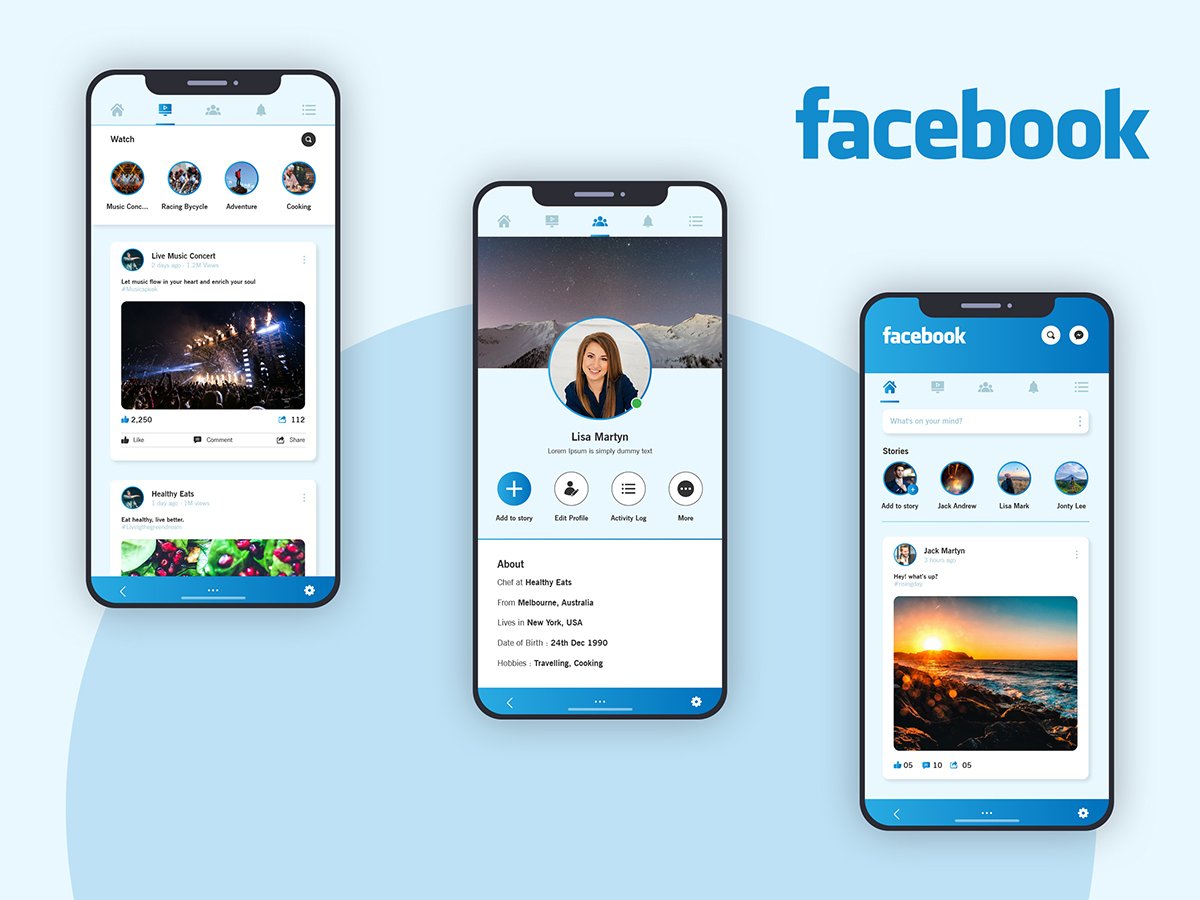 facebook
Watch
Music Conc... Racing Bycycle Adventure Cooking
Live Music Concert
2 days ago · 1.2M Views
Let music flow in your heart and enrich your soul
#Musicspeak
2,250 112
Like Comment Share
Healthy Eats
1 day ago · 1M views
Eat healthy, live better.
#Livingthegreendream
Lisa Martyn
Lorem Ipsum is simply dummy text
Add to story Edit Profile Activity Log More
About
Chef at Healthy Eats
From Melbourne, Australia
Lives in New York, USA
Date of Birth : 24th Dec 1990
Hobbies : Travelling, Cooking
facebook
What's on your mind?
Stories
Add to story Jack Andrew Lisa Mark Jonty Lee
Jack Martyn
3 hours ago
Hey! what's up?
#risingday
05 10 05